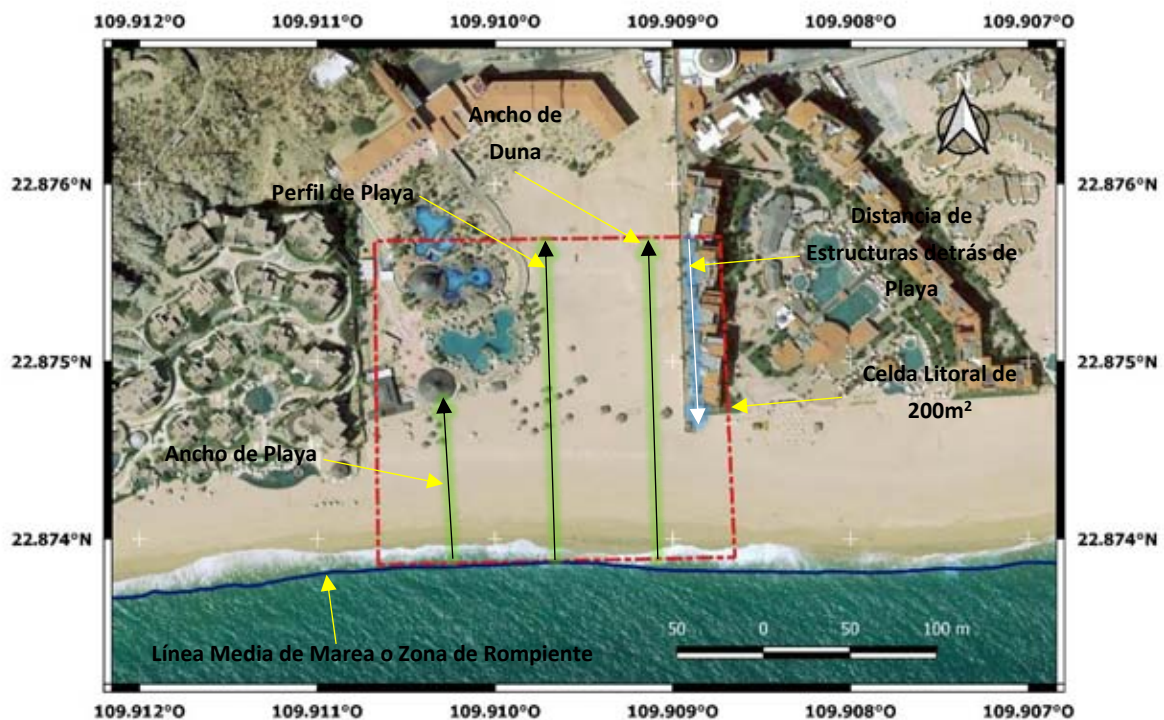 109.912°O 109.911°O 109.910°O 109.909°O 109.908°O 109.907°O
N
Ancho de
Duna
22.876°N 22.876°N
Perfil de Playa
Distancia de
Estructuras detrás de
Playa
22.875°N 22.875°N
Celda Litoral de
200m²
Ancho de Playa
22.874°N 22.874°N
50 0 50 100 m
Línea Media de Marea o Zona de Rompiente
109.912°O 109.911°O 109.910°O 109.909°O 109.908°O 109.907°O